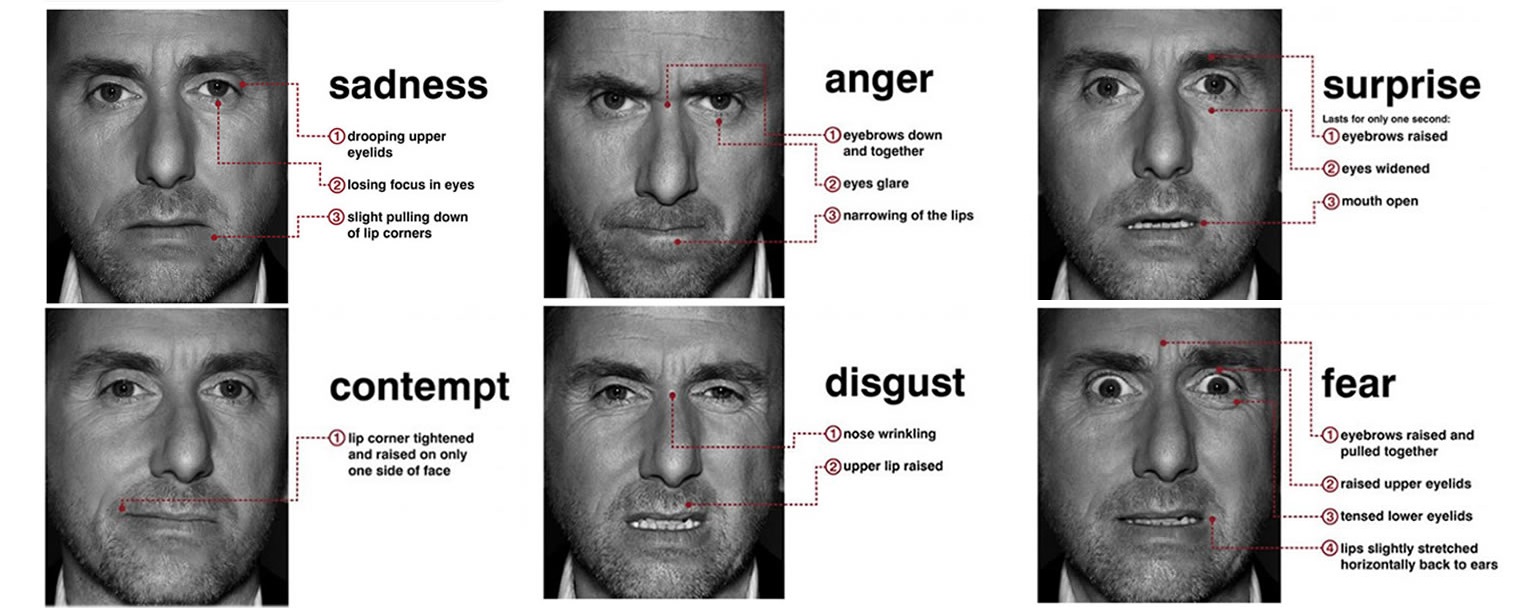 sadness
1 drooping upper
eyelids
2 losing focus in eyes
3 slight pulling down
of lip corners
anger
1 eyebrows down
and together
2 eyes glare
3 narrowing of the lips
surprise
Lasts for only one second:
1 eyebrows raised
2 eyes widened
3 mouth open
contempt
1 lip corner tightened
and raised on only
one side of face
disgust
1 nose wrinkling
2 upper lip raised
fear
1 eyebrows raised and
pulled together
2 raised upper eyelids
3 tensed lower eyelids
4 lips slightly stretched
horizontally back to ears